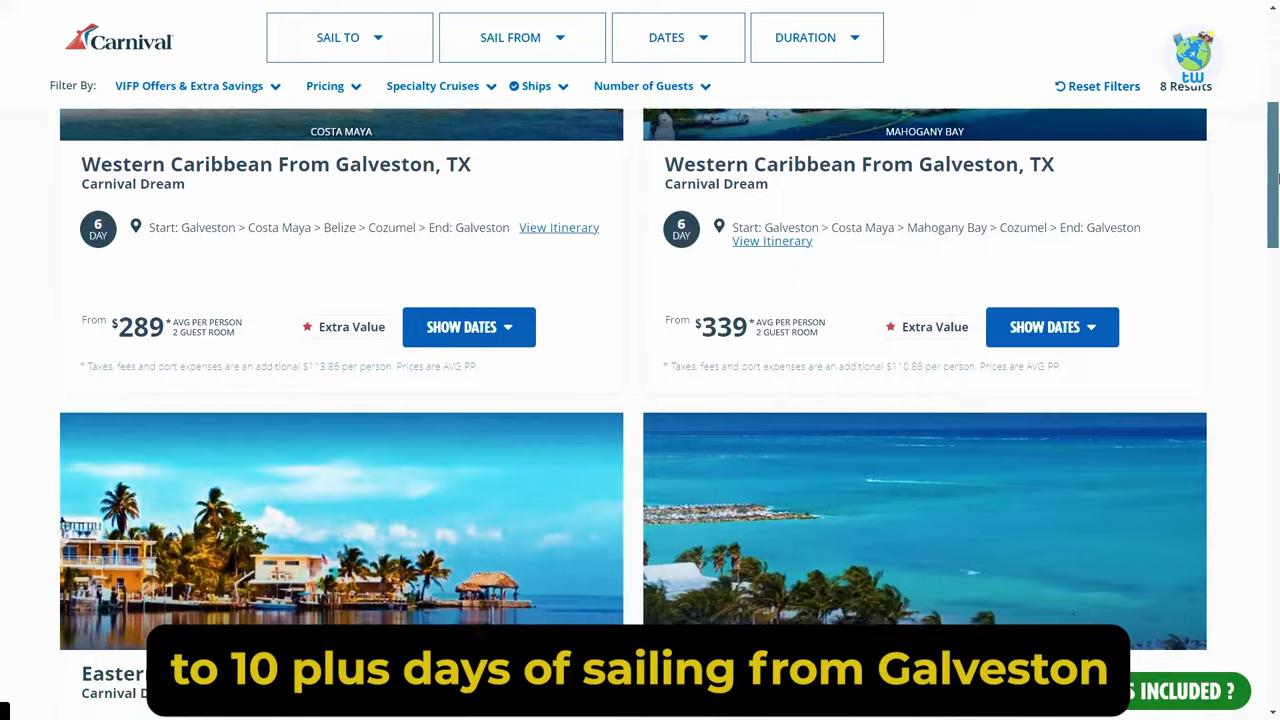 Carnival
SAIL TO
SAIL FROM
DATES
DURATION
tw
Filter By:
VIFP Offers & Extra Savings
Pricing
Specialty Cruises
Ships
Number of Guests
Reset Filters
8 Results
COSTA MAYA
MAHOGANY BAY
Western Caribbean From Galveston, TX
Carnival Dream
6
DAY
Start: Galveston > Costa Maya > Belize > Cozumel > End: Galveston View Itinerary
From $289* AVG PER PERSON
2 GUEST ROOM
Extra Value
SHOW DATES
* Taxes, fees and port expenses are an additional $113.86 per person. Prices are AVG PP.
Western Caribbean From Galveston, TX
Carnival Dream
6
DAY
Start: Galveston > Costa Maya > Mahogany Bay > Cozumel > End: Galveston
View Itinerary
From $339* AVG PER PERSON
2 GUEST ROOM
Extra Value
SHOW DATES
* Taxes, fees and port expenses are an additional $110.86 per person. Prices are AVG PP.
Eastern
Carnival D
to 10 plus days of sailing from Galveston
S INCLUDED ?